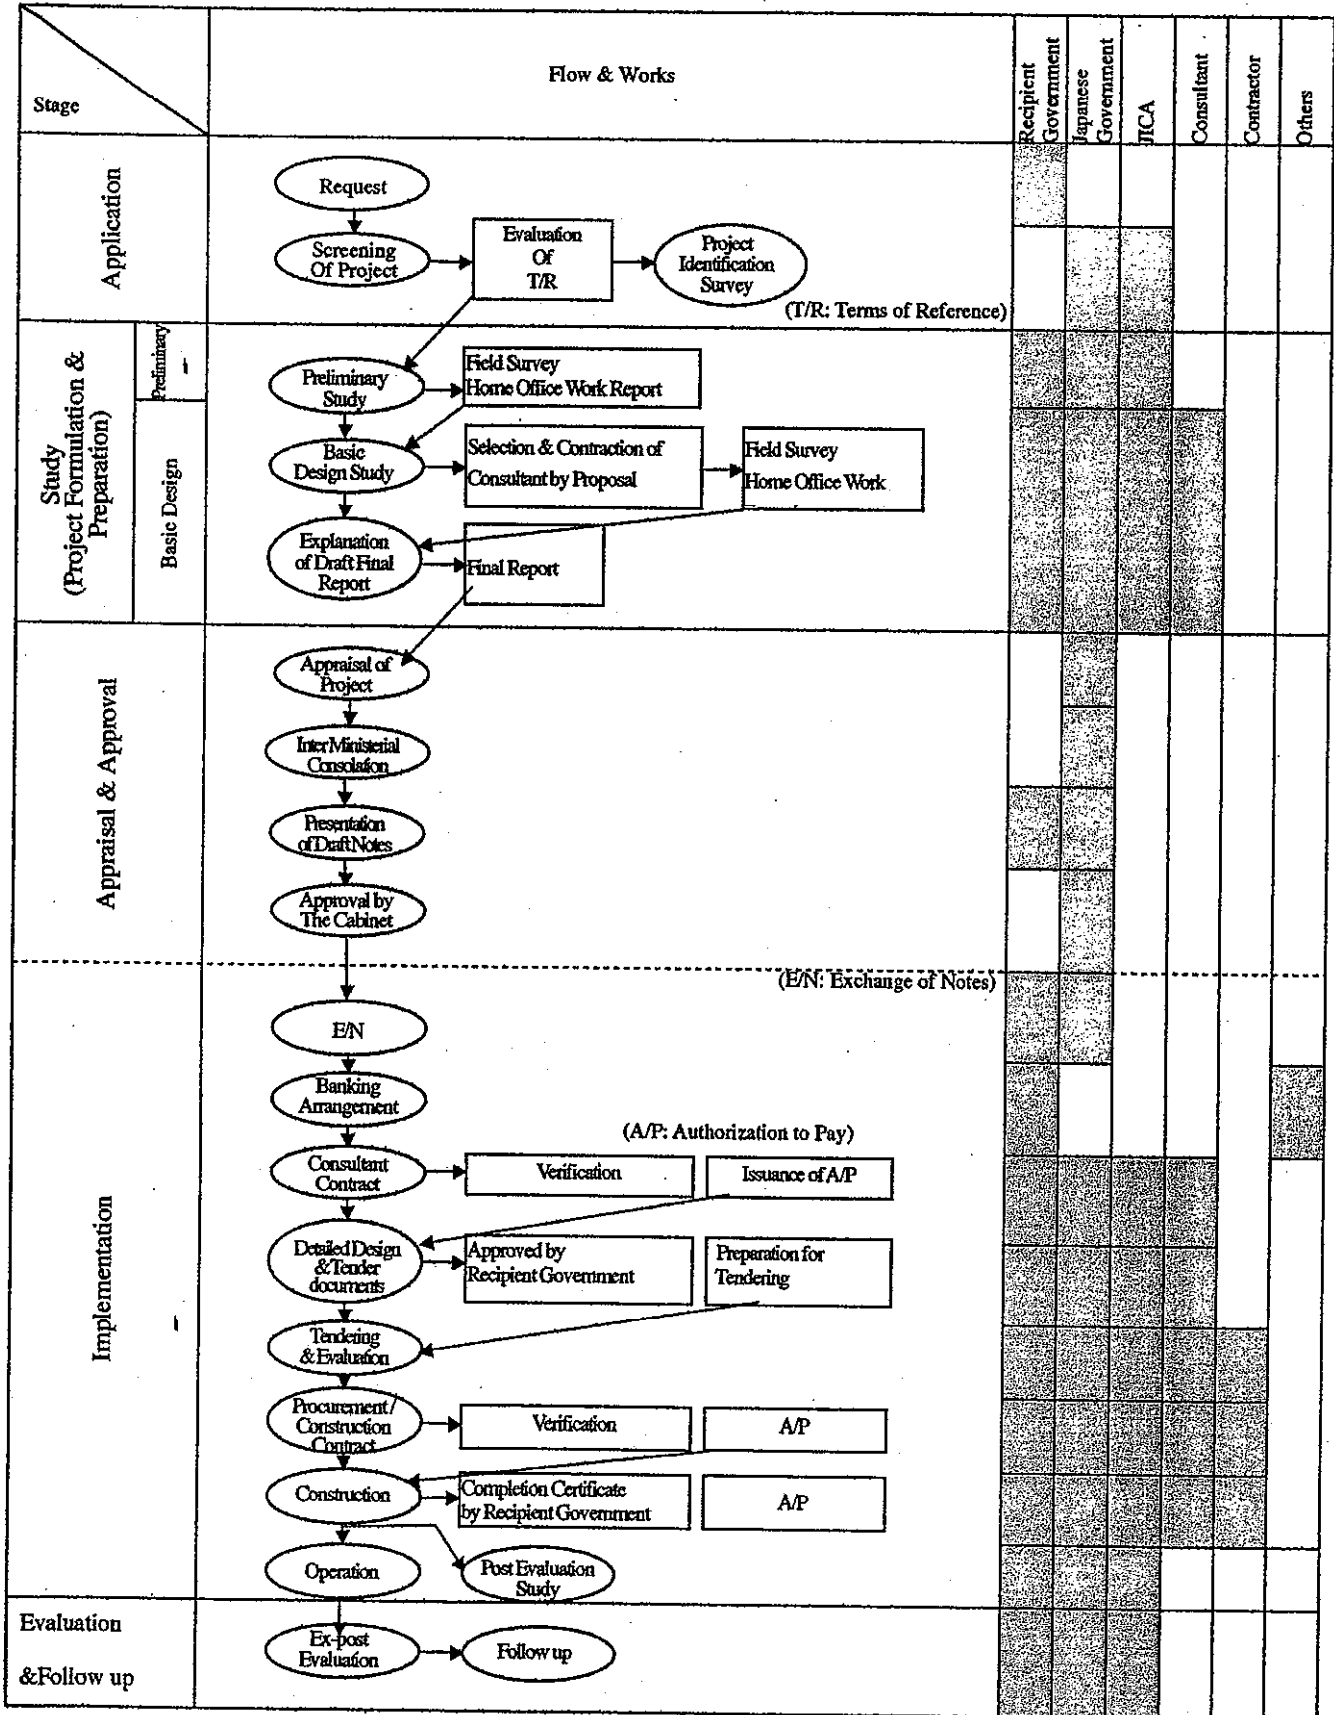 Stage
Flow & Works
Recipient
Government
Japanese
Government
JICA
Consultant
Contractor
Others
Application
Request
Screening
Of Project
Evaluation
Of
T/R
Project
Identification
Survey
(T/R: Terms of Reference)
Study
(Project Formulation &
Preparation)
Preliminary
Basic Design
Preliminary
Study
Field Survey
Home Office Work Report
Basic
Design Study
Selection & Contraction of
Consultant by Proposal
Field Survey
Home Office Work
Explanation
of Draft Final
Report
Final Report
Appraisal & Approval
Appraisal of
Project
Inter Ministerial
Consolation
Presentation
of Draft Notes
Approval by
The Cabinet
(E/N: Exchange of Notes)
Implementation
E/N
Banking
Arrangement
(A/P: Authorization to Pay)
Consultant
Contract
Verification
Issuance of A/P
Detailed Design
& Tender
documents
Approved by
Recipient Government
Preparation for
Tendering
Tendering
& Evaluation
Procurement /
Construction
Contract
Verification
A/P
Construction
Completion Certificate
by Recipient Government
A/P
Operation
Post Evaluation
Study
Evaluation
&Follow up
Ex-post
Evaluation
Follow up